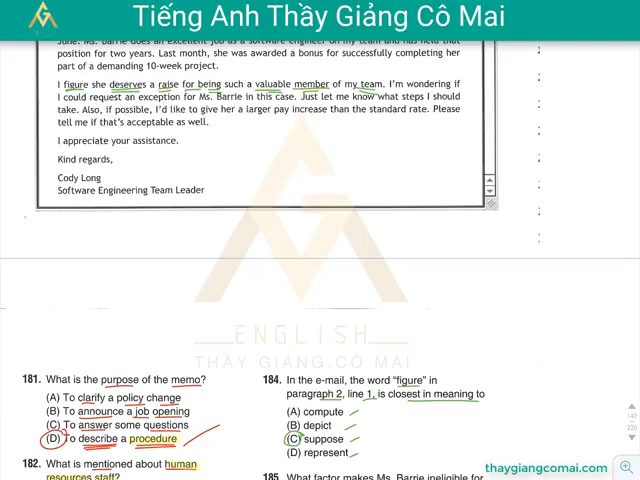 Tiếng Anh Thầy Giảng Cô Mai
ENGLISH
June. Ms. Barrie does an excellent job as a software engineer on my team and has held that
position for two years. Last month, she was awarded a bonus for successfully completing her
part of a demanding 10-week project.
I figure she deserves a raise for being such a valuable member of my team. I'm wondering if
I could request an exception for Ms. Barrie in this case. Just let me know what steps I should
take. Also, if possible, I'd like to give her a larger pay increase than the standard rate. Please
tell me if that's acceptable as well.
I appreciate your assistance.
Kind regards,
Cody Long
Software Engineering Team Leader
ENGLISH
THẦY GIẢNG.CÔ MAI
181. What is the purpose of the memo?
(A) To clarify a policy change
(B) To announce a job opening
(C) To answer some questions
(D) To describe a procedure
182. What is mentioned about human
resources staff?
184. In the e-mail, the word "figure" in
paragraph 2, line 1, is closest in meaning to
(A) compute
(B) depict
(C) suppose
(D) represent
185. What factor makes Ms. Barrie ineligible for
147
220
thaygiangcomai.com